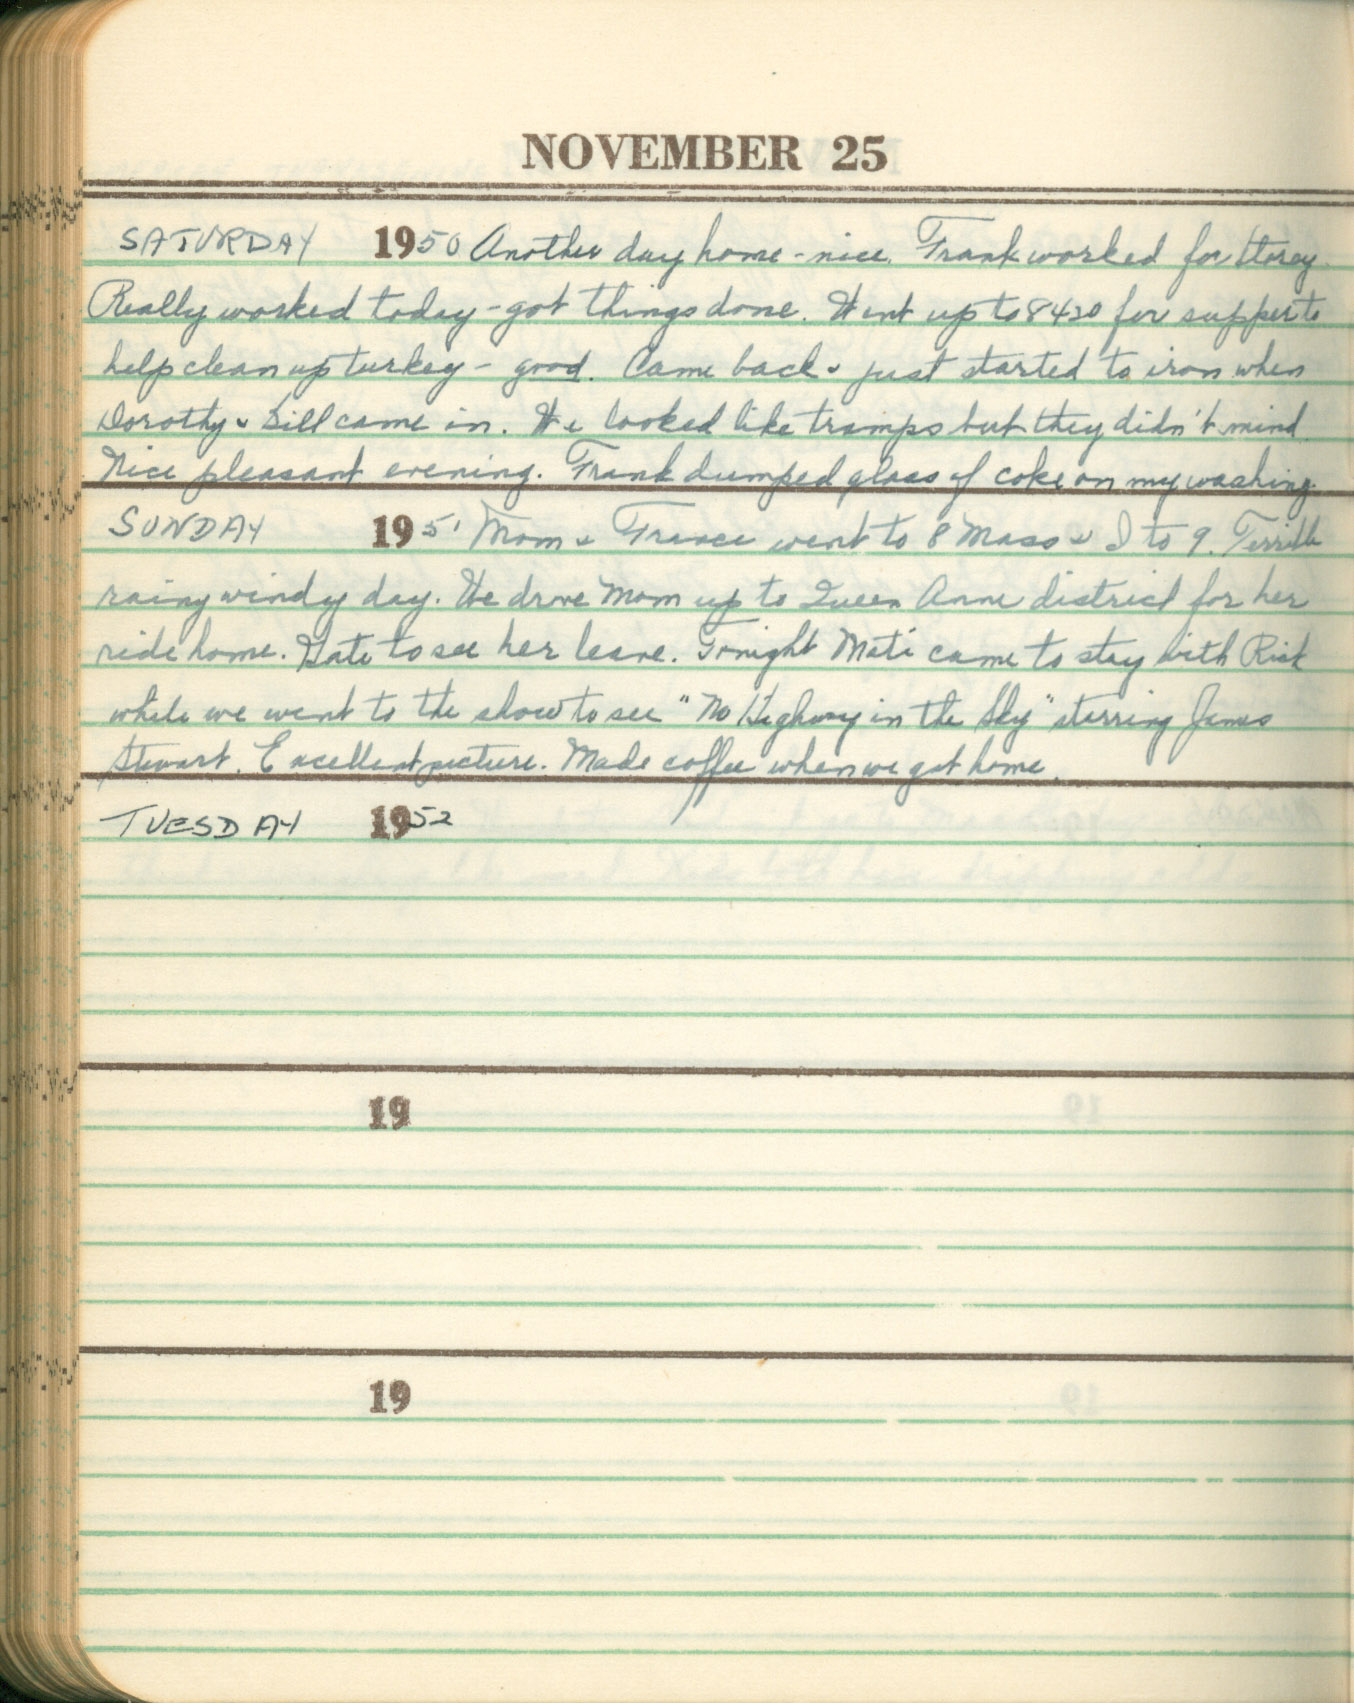 NOVEMBER 25
SATURDAY 1950 Another day home - nice. Frank worked for Storey.
Really worked today - got things done. Went up to 8420 for supper to
help clean up turkey - good. Came back & just started to iron when
Dorothy & Bill came in. We looked like tramps but they didn't mind.
Nice pleasant evening. Frank dumped glass of coke on my washing.
SUNDAY 1951 Mom & France went to 8 Mass & I to 9. Terrible
rainy windy day. We drove Mom up to Queen Anne district for her
ride home. Hate to see her leave. Tonight Mati came to stay with Rick
while we went to the show to see "No Highway in the Sky" starring James
Stewart. Excellent picture. Made coffee when we got home.
TUESDAY 1952
19
19